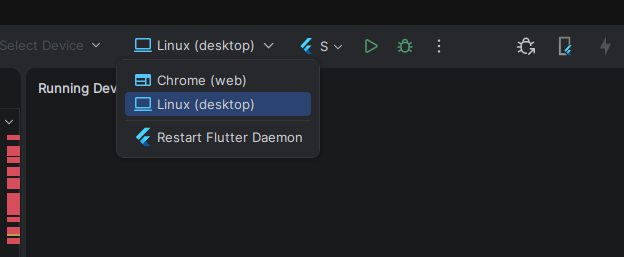 Select Device
Linux (desktop)
S
Chrome (web)
Running Dev
Linux (desktop)
Restart Flutter Daemon